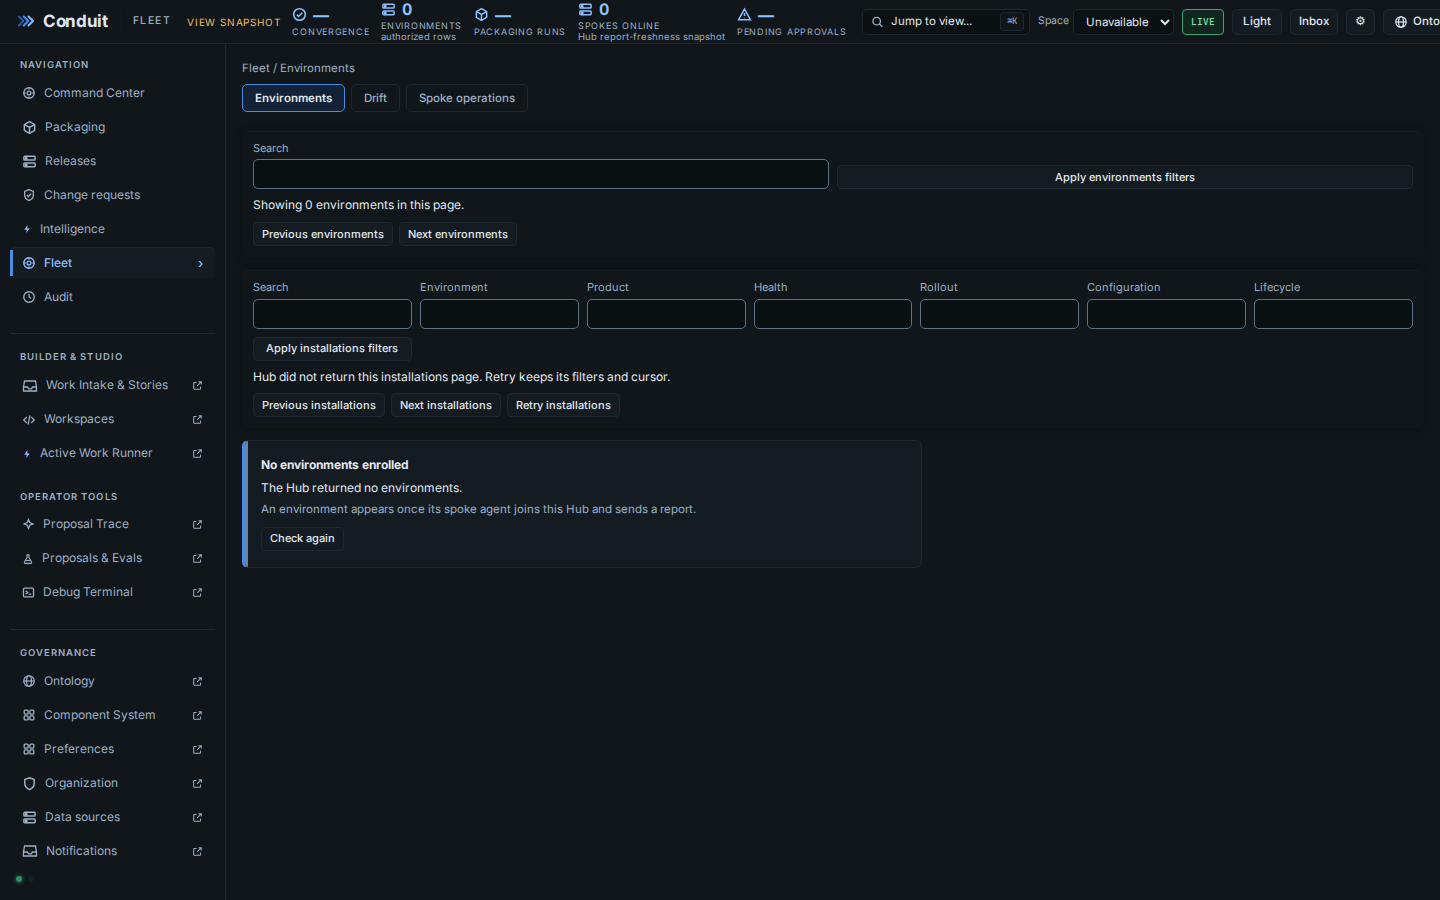 Conduit
FLEET
VIEW SNAPSHOT
—
CONVERGENCE
0
ENVIRONMENTS
authorized rows
—
PACKAGING RUNS
0
SPOKES ONLINE
Hub report-freshness snapshot
—
PENDING APPROVALS
Jump to view...
⌘K
Space
Unavailable
LIVE
Light
Inbox
Onto
NAVIGATION
Command Center
Packaging
Releases
Change requests
Intelligence
Fleet
Audit
BUILDER & STUDIO
Work Intake & Stories
Workspaces
Active Work Runner
OPERATOR TOOLS
Proposal Trace
Proposals & Evals
Debug Terminal
GOVERNANCE
Ontology
Component System
Preferences
Organization
Data sources
Notifications
Fleet / Environments
Environments
Drift
Spoke operations
Search
Apply environments filters
Showing 0 environments in this page.
Previous environments
Next environments
Search
Environment
Product
Health
Rollout
Configuration
Lifecycle
Apply installations filters
Hub did not return this installations page. Retry keeps its filters and cursor.
Previous installations
Next installations
Retry installations
No environments enrolled
The Hub returned no environments.
An environment appears once its spoke agent joins this Hub and sends a report.
Check again